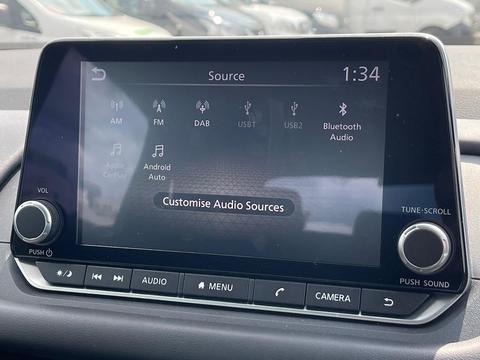 Source
1:34
AM
FM
DAB
USB1
USB2
Bluetooth
Audio
Apple
CarPlay
Android
Auto
Customise Audio Sources
VOL
PUSH
TUNE·SCROLL
PUSH SOUND
AUDIO
MENU
CAMERA